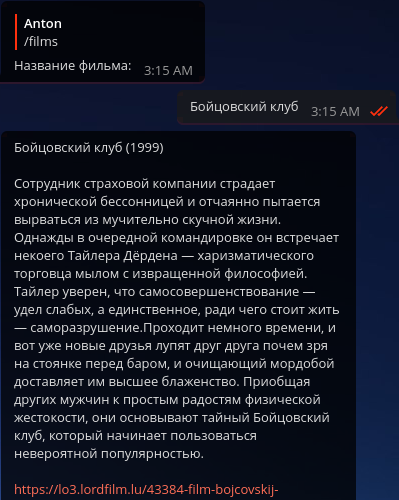 Anton
/films
Название фильма:
3:15 AM
Бойцовский клуб
3:15 AM
Бойцовский клуб (1999)
Сотрудник страховой компании страдает
хронической бессонницей и отчаянно пытается
вырваться из мучительно скучной жизни.
Однажды в очередной командировке он встречает
некоего Тайлера Дёрдена — харизматического
торговца мылом с извращенной философией.
Тайлер уверен, что самосовершенствование —
удел слабых, а единственное, ради чего стоит жить
— саморазрушение.Проходит немного времени, и
вот уже новые друзья лупят друг друга почем зря
на стоянке перед баром, и очищающий мордобой
доставляет им высшее блаженство. Приобщая
других мужчин к простым радостям физической
жестокости, они основывают тайный Бойцовский
клуб, который начинает пользоваться
невероятной популярностью.
https://lo3.lordfilm.lu/43384-film-bojcovskij-